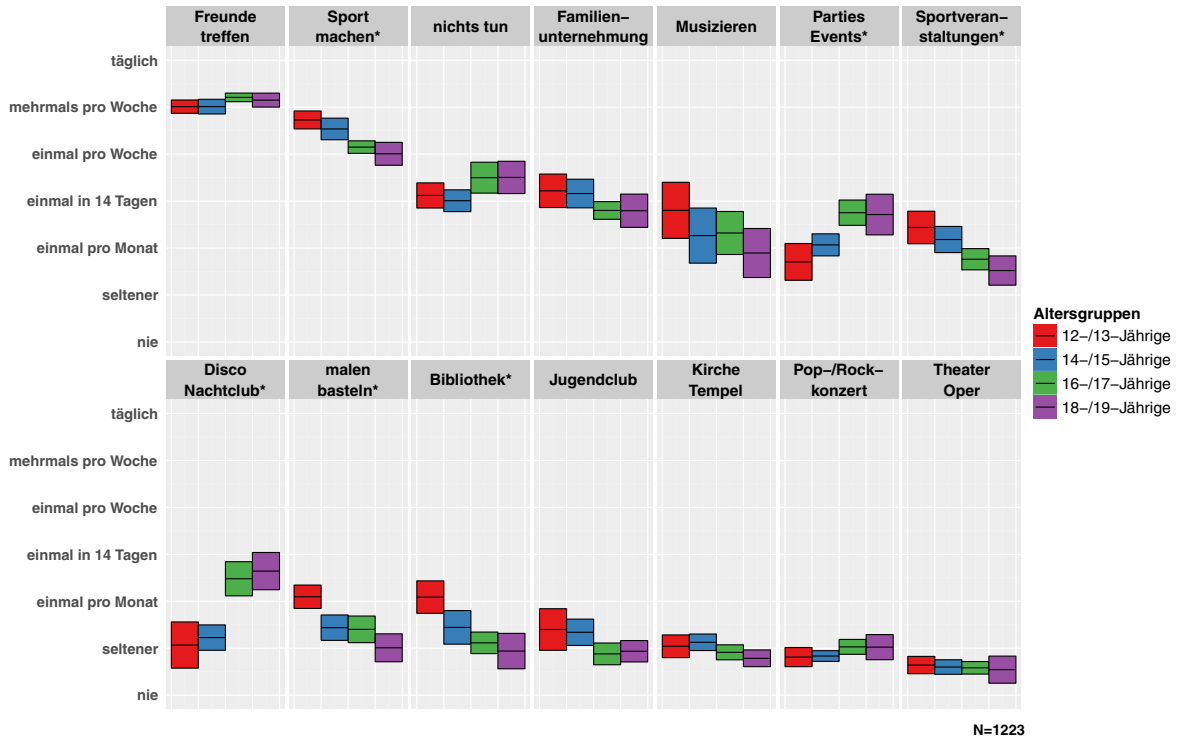 Freunde
treffen
Sport
machen*
nichts tun
Familien–
unternehmung
Musizieren
Parties
Events*
Sportveran–
staltungen*
täglich
mehrmals pro Woche
einmal pro Woche
einmal in 14 Tagen
einmal pro Monat
seltener
nie
Disco
Nachtclub*
malen
basteln*
Bibliothek*
Jugendclub
Kirche
Tempel
Pop–/Rock–
konzert
Theater
Oper
täglich
mehrmals pro Woche
einmal pro Woche
einmal in 14 Tagen
einmal pro Monat
seltener
nie
Altersgruppen
12–/13–Jährige
14–/15–Jährige
16–/17–Jährige
18–/19–Jährige
N=1223